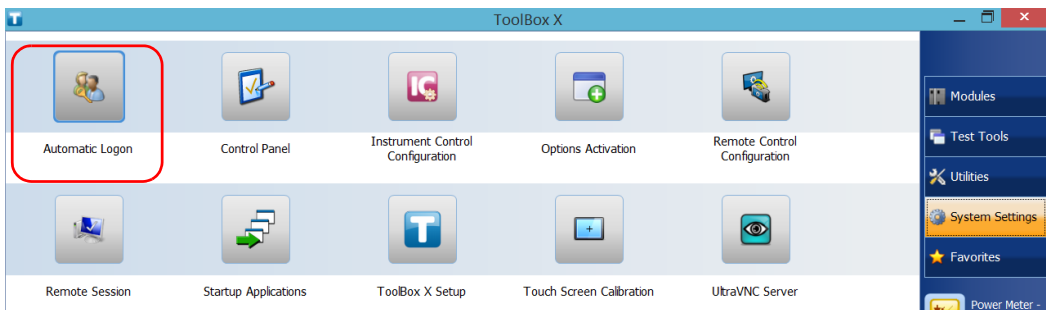 ToolBox X
Automatic Logon
Control Panel
Instrument Control
Configuration
Options Activation
Remote Control
Configuration
Remote Session
Startup Applications
ToolBox X Setup
Touch Screen Calibration
UltraVNC Server
Modules
Test Tools
Utilities
System Settings
Favorites
Power Meter -